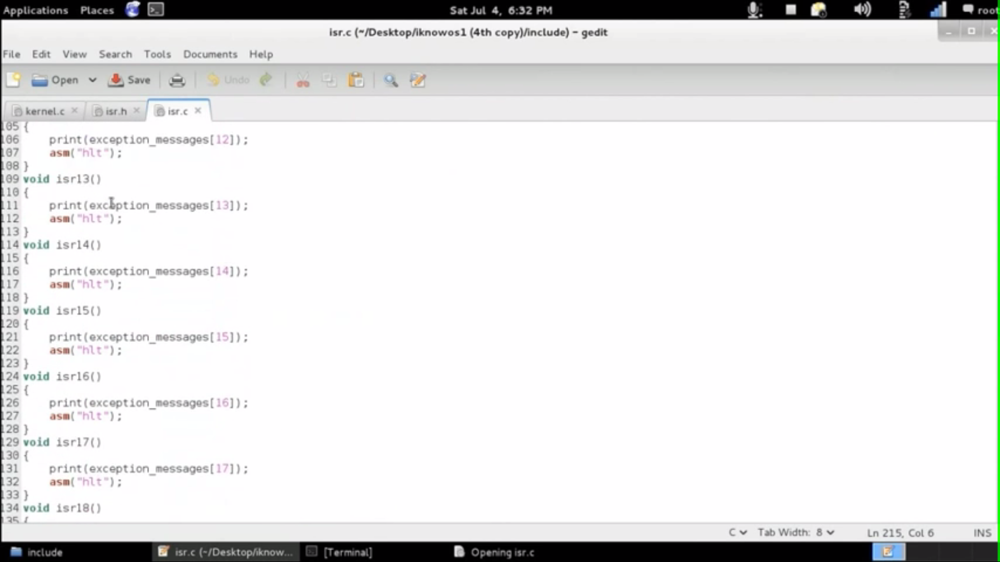 Applications Places Sat Jul 4, 6:32 PM root
isr.c (~/Desktop/iknowos1 (4th copy)/include) - gedit
File Edit View Search Tools Documents Help
Open Save Undo
kernel.c isr.h isr.c
105 {
106 print(exception_messages[12]);
107 asm("hlt");
108 }
109 void isr13()
110 {
111 print(exception_messages[13]);
112 asm("hlt");
113 }
114 void isr14()
115 {
116 print(exception_messages[14]);
117 asm("hlt");
118 }
119 void isr15()
120 {
121 print(exception_messages[15]);
122 asm("hlt");
123 }
124 void isr16()
125 {
126 print(exception_messages[16]);
127 asm("hlt");
128 }
129 void isr17()
130 {
131 print(exception_messages[17]);
132 asm("hlt");
133 }
134 void isr18()
135 {
C Tab Width: 8 Ln 215, Col 6 INS
include isr.c (~/Desktop/iknow... [Terminal] Opening isr.c